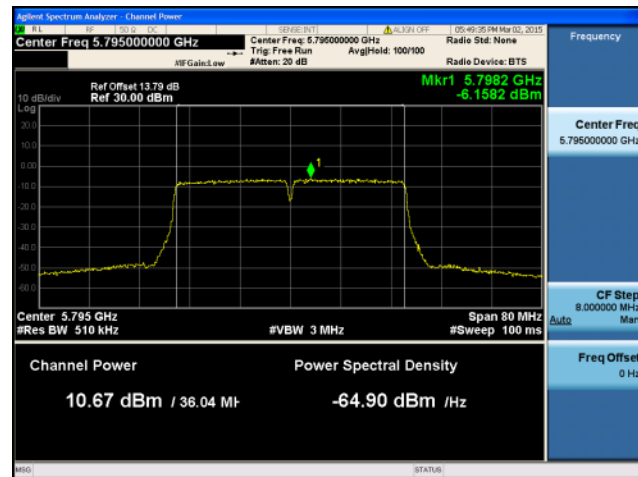 Agilent Spectrum Analyzer - Channel Power
RL RF 50 Ω DC SENSE:INT ALIGN OFF 05:49:35 PM Mar 02, 2015
Center Freq 5.795000000 GHz
Center Freq: 5.795000000 GHz
Radio Std: None
Trig: Free Run Avg|Hold: 100/100
#IFGain:Low #Atten: 20 dB Radio Device: BTS
Frequency
Ref Offset 13.79 dB
Mkr1 5.7982 GHz
10 dB/div Ref 30.00 dBm -6.1582 dBm
Log
20.0
10.0
0.00
-10.0
-20.0
-30.0
-40.0
-50.0
-60.0
1
Center Freq
5.795000000 GHz
Center 5.795 GHz Span 80 MHz
#Res BW 510 kHz #VBW 3 MHz #Sweep 100 ms
CF Step
8.000000 MHz
Auto Man
Channel Power Power Spectral Density
10.67 dBm / 36.04 MH -64.90 dBm /Hz
Freq Offset
0 Hz
MSG STATUS